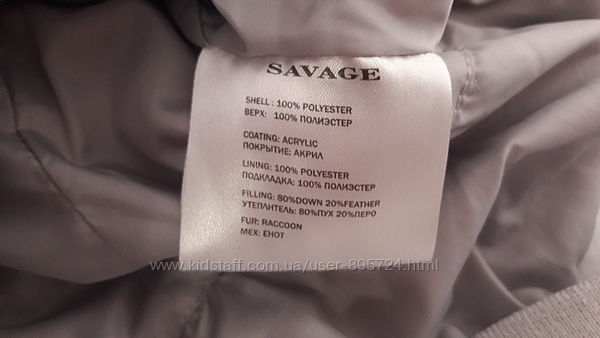 SAVAGE
SHELL : 100% POLYESTER
ВЕРХ: 100% ПОЛИЭСТЕР
COATING: ACRYLIC
ПОКРЫТИЕ: АКРИЛ
LINING: 100% POLYESTER
ПОДКЛАДКА: 100% ПОЛИЭСТЕР
FILLING: 80%DOWN 20%FEATHER
УТЕПЛИТЕЛЬ: 80%ПУХ 20%ПЕРО
FUR: RACCOON
МЕХ: ЕНОТ
www.kidstaff.com.ua/user-895724.html